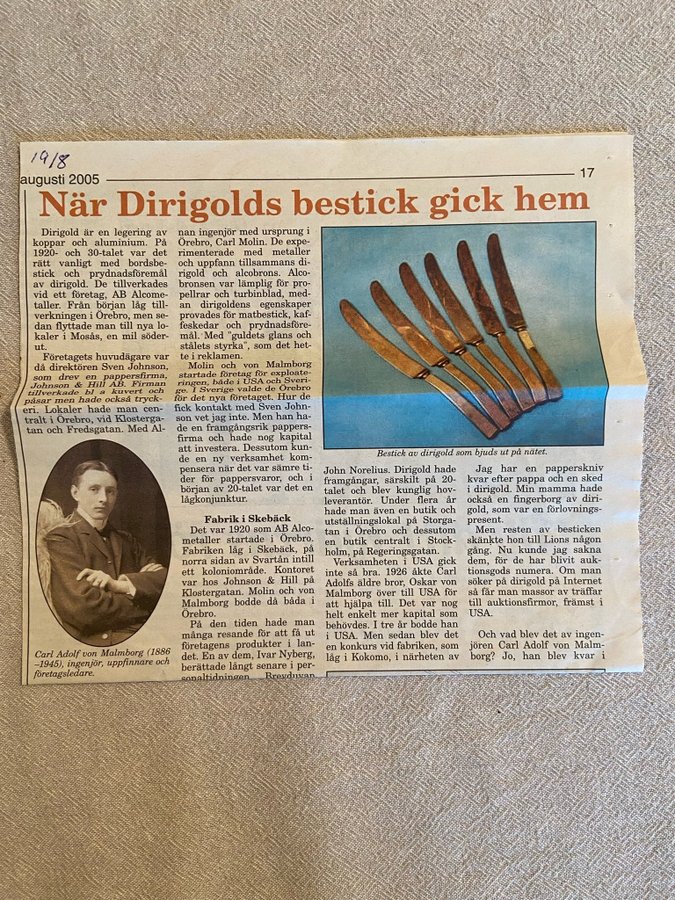 19/8
augusti 2005
17
När Dirigolds bestick gick hem
Dirigold är en legering av
koppar och aluminium. På
1920- och 30-talet var det
rätt vanligt med bordsbe-
stick och prydnadsföremål
av dirigold. De tillverkades
vid ett företag, AB Alcome-
taller. Från början låg till-
verkningen i Örebro, men se-
dan flyttade man till nya lo-
kaler i Mosås, en mil söder-
ut.
Företagets huvudägare var
då direktören Sven Johnson,
som drev en pappersfirma,
Johnson & Hill AB. Firman
tillverkade bl a kuvert och
påsar men hade också tryck-
eri. Lokaler hade man cen-
tralt i Örebro, vid Klosterga-
tan och Fredsgatan. Med Al-
Carl Adolf von Malmborg (1886
–1945), ingenjör, uppfinnare och
företagsledare.
nan ingenjör med ursprung i
Örebro, Carl Molin. De expe-
rimenterade med metaller
och uppfann tillsammans di-
rigold och alcobrons. Alco-
bronsen var lämplig för pro-
pellrar och turbinblad, med-
an dirigoldens egenskaper
provades för matbestick, kaf-
feskedar och prydnadsföre-
mål. Med "guldets glans och
stålets styrka", som det het-
te i reklamen.
Molin och von Malmborg
startade företag för exploate-
ringen, både i USA och Sveri-
ge. I Sverige valde de Örebro
för det nya företaget. Hur de
fick kontakt med Sven John-
son vet jag inte. Men han ha-
de en framgångsrik pappers-
firma och hade nog kapital
att investera. Dessutom kun-
de en ny verksamhet kom-
pensera när det var sämre ti-
der för pappersvaror, och i
början av 20-talet var det en
lågkonjunktur.
Fabrik i Skebäck
Det var 1920 som AB Alco-
metaller startade i Örebro.
Fabriken låg i Skebäck, på
norra sidan av Svartån intill
ett koloniområde. Kontoret
var hos Johnson & Hill på
Klostergatan. Molin och von
Malmborg bodde då båda i
Örebro.
På den tiden hade man
många resande för att få ut
företagens produkter i lan-
det. En av dem, Ivar Nyberg,
berättade långt senare i per-
sonaltidningen. Brevduvan
Bestick av dirigold som bjuds ut på nätet.
John Norelius. Dirigold hade
framgångar, särskilt på 20-
talet och blev kunglig hov-
leverantör. Under flera år
hade man även en butik och
utställningslokal på Storga-
tan i Örebro och dessutom
en butik centralt i Stock-
holm, på Regeringsgatan.
Verksamheten i USA gick
inte så bra. 1926 åkte Carl
Adolfs äldre bror, Oskar von
Malmborg över till USA för
att hjälpa till. Det var nog
helt enkelt mer kapital som
behövdes. I tre år bodde han
i USA. Men sedan blev det
en konkurs vid fabriken, som
låg i Kokomo, i närheten av
Jag har en papperskniv
kvar efter pappa och en sked
i dirigold. Min mamma hade
också en fingerborg av diri-
gold, som var en förlovnings-
present.
Men resten av besticken
skänkte hon till Lions någon
gång. Nu kunde jag sakna
dem, för de har blivit auk-
tionsgods numera. Om man
söker på dirigold på Internet
så får man massor av träffar
till auktionsfirmor, främst i
USA.
Och vad blev det av ingen-
jören Carl Adolf von Malm-
borg? Jo, han blev kvar i